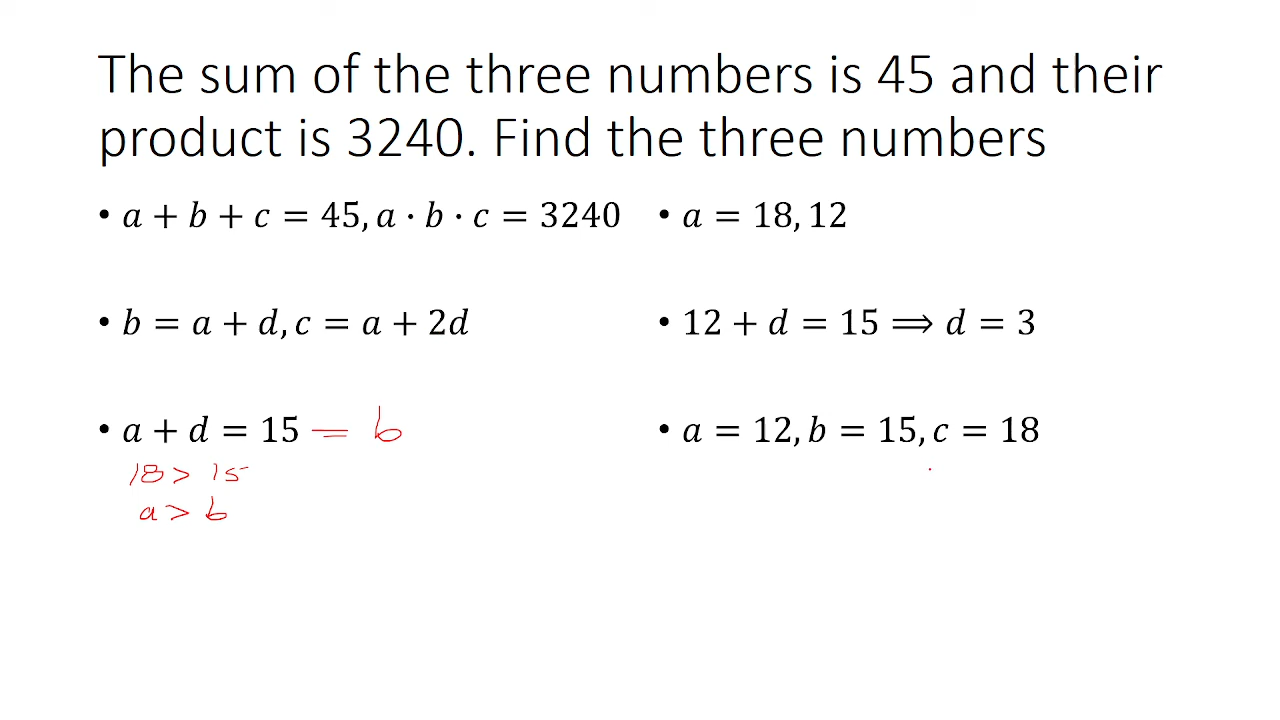 The sum of the three numbers is 45 and their
product is 3240. Find the three numbers
• a + b + c = 45, a · b · c = 3240
• b = a + d, c = a + 2d
• a + d = 15 = b
18 > 15
a > b
• a = 18, 12
• 12 + d = 15 ⟹ d = 3
• a = 12, b = 15, c = 18